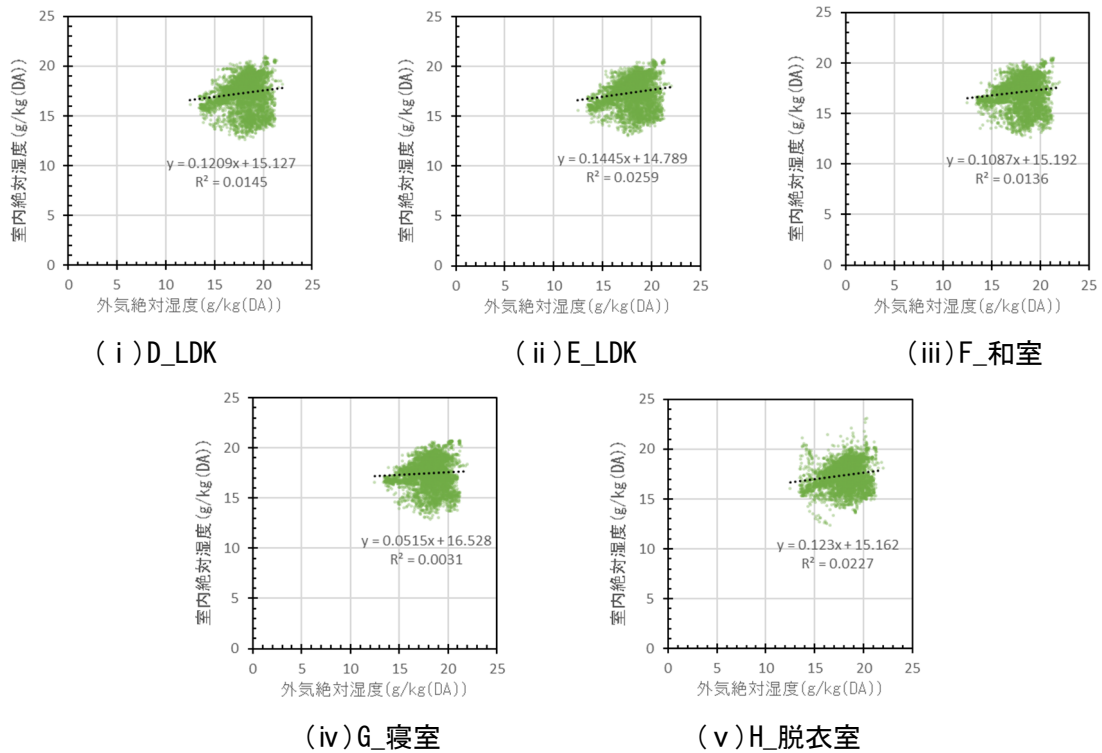 25
20
15
10
5
0
室内絶対湿度(g/kg(DA))
y = 0.1209x + 15.127
R² = 0.0145
0 5 10 15 20 25
外気絶対湿度(g/kg(DA))
(ⅰ)D_LDK
25
20
15
10
5
0
室内絶対湿度(g/kg(DA))
y = 0.1445x + 14.789
R² = 0.0259
0 5 10 15 20 25
外気絶対湿度(g/kg(DA))
(ⅱ)E_LDK
25
20
15
10
5
0
室内絶対湿度(g/kg(DA))
y = 0.1087x + 15.192
R² = 0.0136
0 5 10 15 20 25
外気絶対湿度(g/kg(DA))
(ⅲ)F_和室
25
20
15
10
5
0
室内絶対湿度(g/kg(DA))
y = 0.0515x + 16.528
R² = 0.0031
0 5 10 15 20 25
外気絶対湿度(g/kg(DA))
(ⅳ)G_寝室
25
20
15
10
5
0
室内絶対湿度(g/kg(DA))
y = 0.123x + 15.162
R² = 0.0227
0 5 10 15 20 25
外気絶対湿度(g/kg(DA))
(ⅴ)H_脱衣室